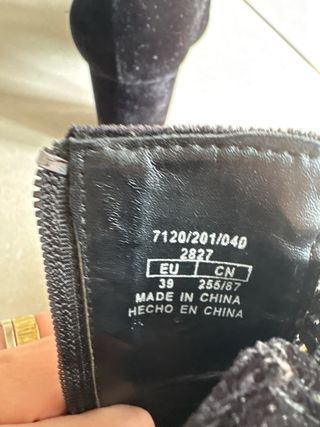 7120/201/040
2827
EU CN
39 255/87
MADE IN CHINA
HECHO EN CHINA